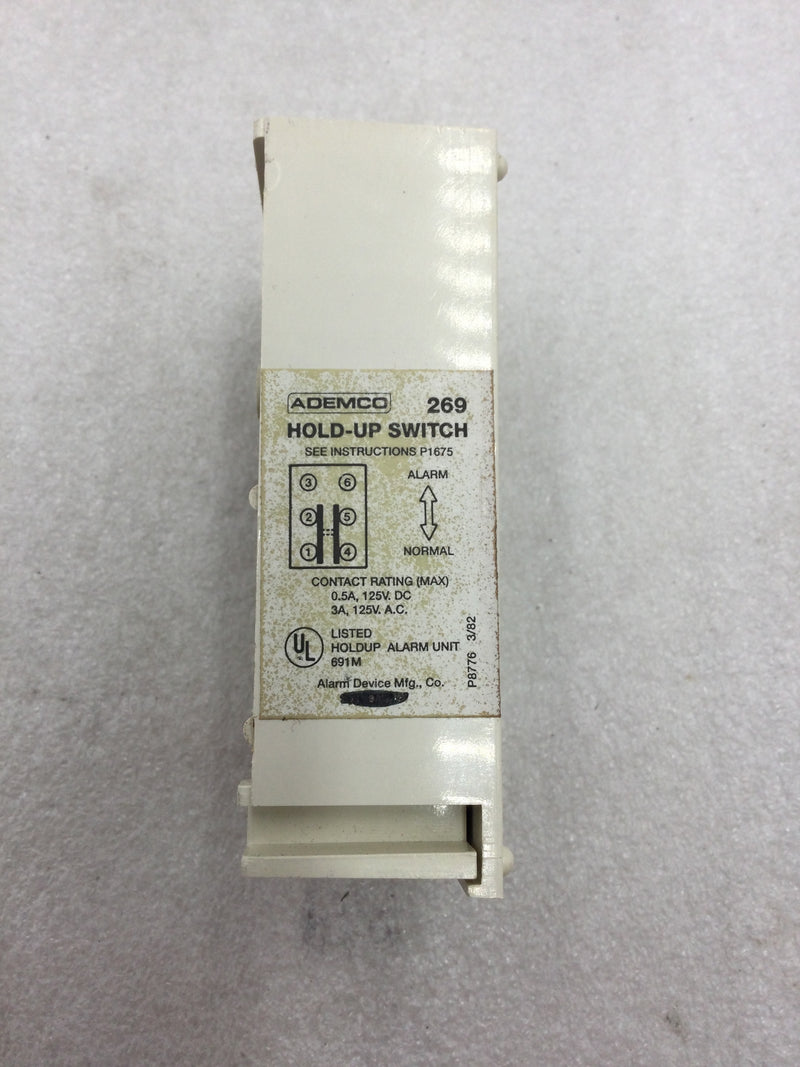 ADEMCO 269
HOLD-UP SWITCH
SEE INSTRUCTIONS P1675
3 6
2 5
1 4
ALARM
NORMAL
CONTACT RATING (MAX)
0.5A, 125V. DC
3A, 125V. A.C.
UL
LISTED
HOLDUP ALARM UNIT
691M
Alarm Device Mfg., Co.
P8776 3/82